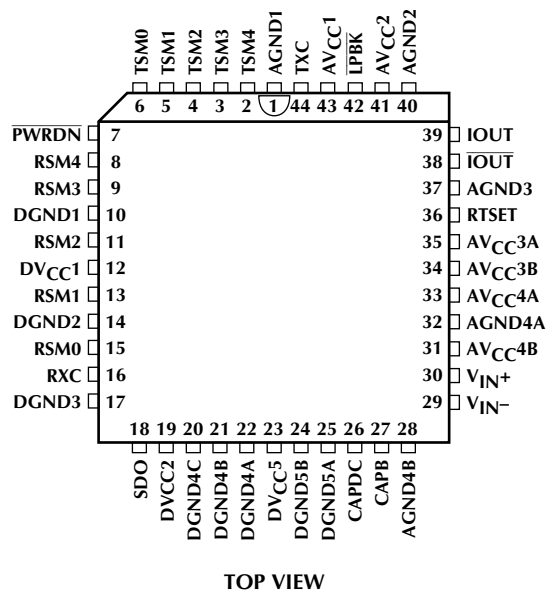 TSM0
TSM1
TSM2
TSM3
TSM4
AGND1
TXC
AVCC1
LPBK
AVCC2
AGND2
6 5 4 3 2 1 44 43 42 41 40
PWRDN 7
RSM4 8
RSM3 9
DGND1 10
RSM2 11
DVCC1 12
RSM1 13
DGND2 14
RSM0 15
RXC 16
DGND3 17
39 IOUT
38 IOUT
37 AGND3
36 RTSET
35 AVCC3A
34 AVCC3B
33 AVCC4A
32 AGND4A
31 AVCC4B
30 VIN+
29 VIN–
18 19 20 21 22 23 24 25 26 27 28
SDO
DVCC2
DGND4C
DGND4B
DGND4A
DVCC5
DGND5B
DGND5A
CAPDC
CAPB
AGND4B
TOP VIEW